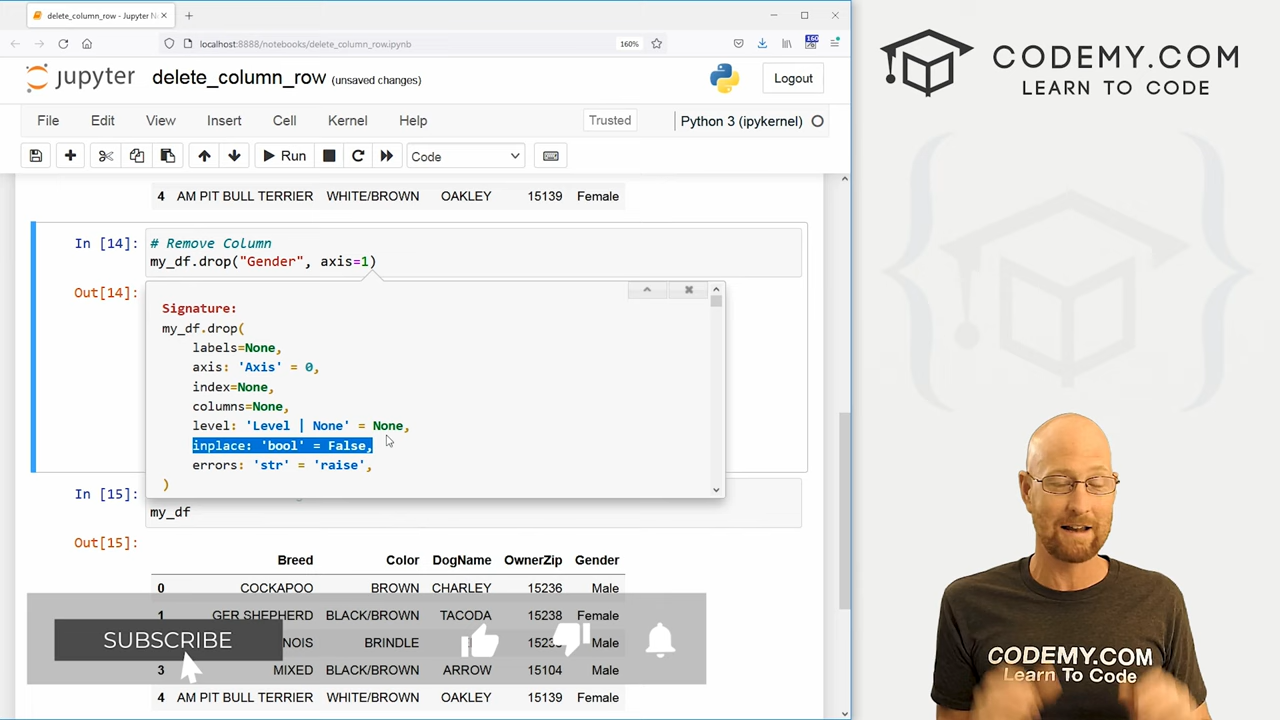 delete_column_row - Jupyter N
localhost:8888/notebooks/delete_column_row.ipynb
160%
160
jupyter delete_column_row (unsaved changes)
Logout
File Edit View Insert Cell Kernel Help
Trusted
Python 3 (ipykernel)
Run
Code
4 AM PIT BULL TERRIER WHITE/BROWN OAKLEY 15139 Female
In [14]:
# Remove Column
my_df.drop("Gender", axis=1)
Out[14]
Signature:
my_df.drop(
labels=None,
axis: 'Axis' = 0,
index=None,
columns=None,
level: 'Level | None' = None,
inplace: 'bool' = False,
errors: 'str' = 'raise',
)
In [15]:
my_df
Out[15]:
Breed Color DogName OwnerZip Gender
0 COCKAPOO BROWN CHARLEY 15236 Male
1 GER SHEPHERD BLACK/BROWN TACODA 15238 Female
NOIS BRINDLE Male
3 MIXED BLACK/BROWN ARROW 15104 Male
4 AM PIT BULL TERRIER WHITE/BROWN OAKLEY 15139 Female
SUBSCRIBE
CODEMY.COM
LEARN TO CODE
CODEMY.COM
Learn To Code